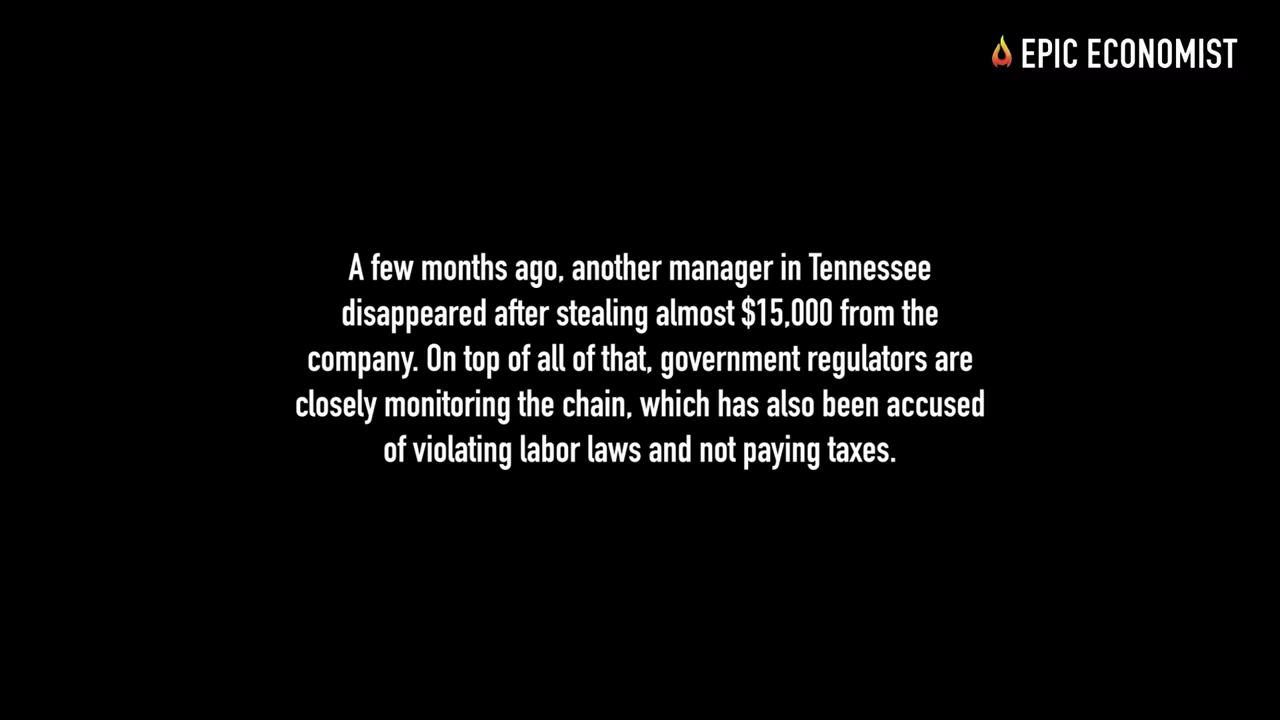 EPIC ECONOMIST
A few months ago, another manager in Tennessee
disappeared after stealing almost $15,000 from the
company. On top of all of that, government regulators are
closely monitoring the chain, which has also been accused
of violating labor laws and not paying taxes.